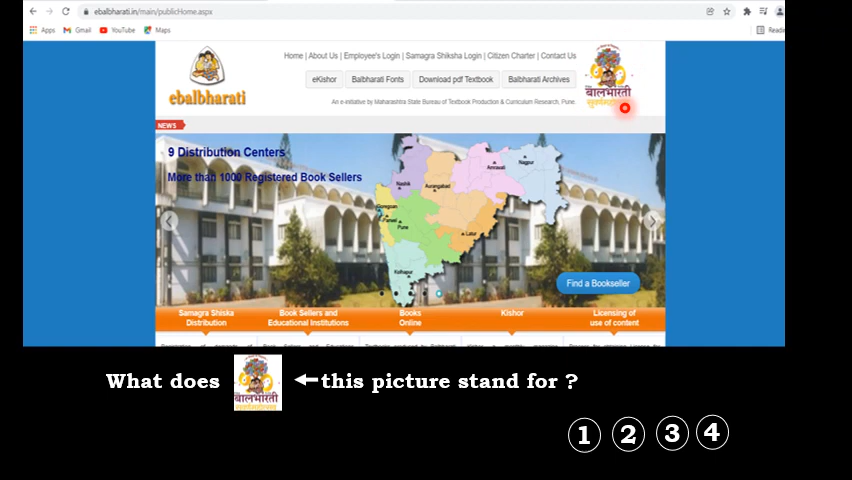 ebalbharati.in/main/publicHome.aspx
Apps Gmail YouTube Maps
Home | About Us | Employee's Login | Samagra Shiksha Login | Citizen Charter | Contact Us
eKishor Balbharati Fonts Download pdf Textbook Balbharati Archives
ebalbharati
बालभारती
An e-initiative by Maharashtra State Bureau of Textbook Production & Curriculum Research, Pune.
NEWS
9 Distribution Centers
More than 1000 Registered Book Sellers
Nagpur
Amravati
Nashik
Aurangabad
Goregaon
Panvel
Pune
Latur
Kolhapur
Find a Bookseller
Samagra Shiska
Distribution
Book Sellers and
Educational Institutions
Books
Online
Kishor
Licensing of
use of content
What does बालभारती this picture stand for ?
1 2 3 4